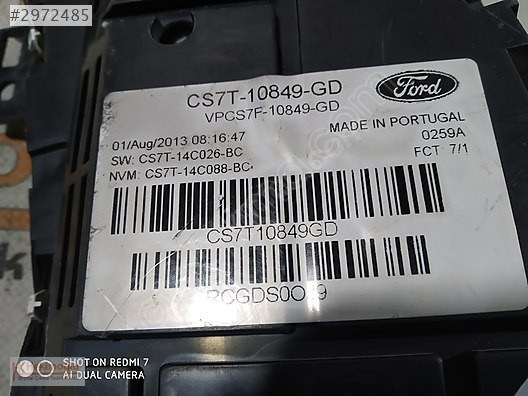 #2972485
CS7T-10849-GD
VPCS7F-10849-GD
Ford
01/Aug/2013 08:16:47
MADE IN PORTUGAL
SW: CS7T-14C026-BC
0259A
NVM: CS7T-14C088-BC
FCT 7/1
CS7T10849GD
SHOT ON REDMI 7
AI DUAL CAMERA